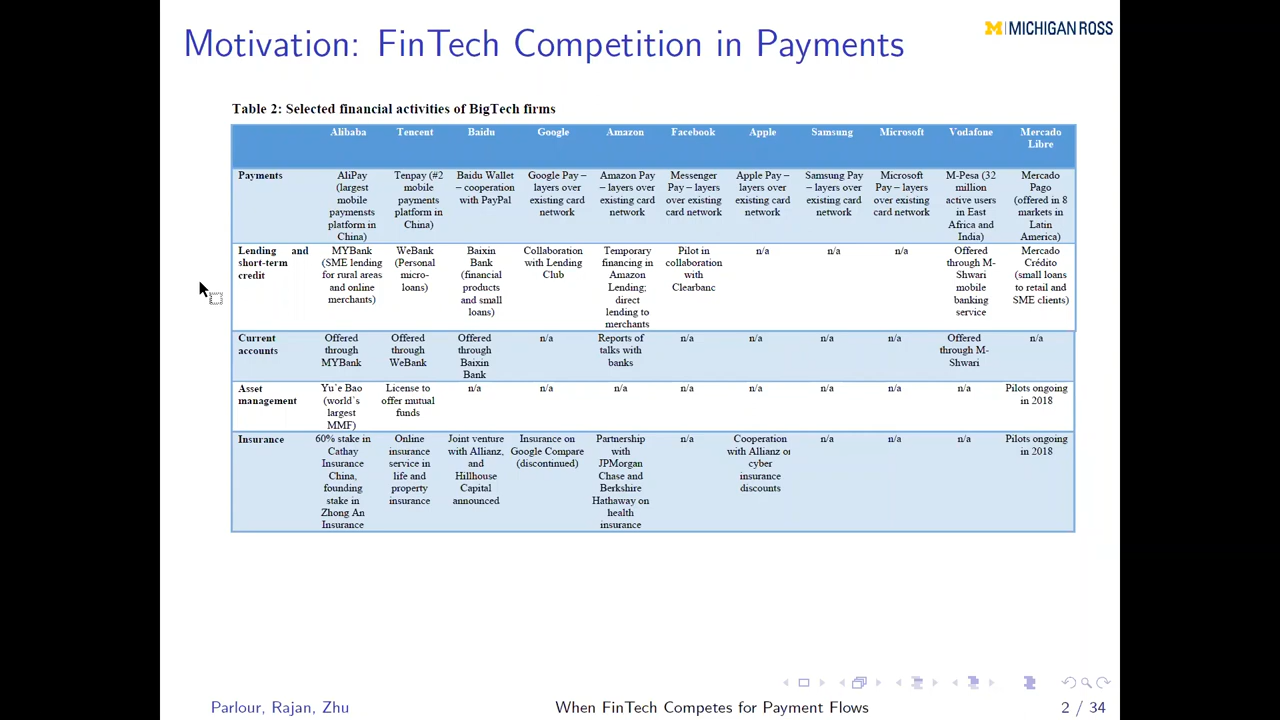 Motivation: FinTech Competition in Payments
M MICHIGAN ROSS
Table 2: Selected financial activities of BigTech firms
Alibaba Tencent Baidu Google Amazon Facebook Apple Samsung Microsoft Vodafone Mercado Libre
Payments
AliPay (largest mobile paymensts platform in China)
Tenpay (#2 mobile payments platform in China)
Baidu Wallet – cooperation with PayPal
Google Pay – layers over existing card network
Amazon Pay – layers over existing card network
Messenger Pay – layers over existing card network
Apple Pay – layers over existing card network
Samsung Pay – layers over existing card network
Microsoft Pay – layers over existing card network
M-Pesa (32 million active users in East Africa and India)
Mercado Pago (offered in 8 markets in Latin America)
Lending and short-term credit
MYBank (SME lending for rural areas and online merchants)
WeBank (Personal micro-loans)
Baixin Bank (financial products and small loans)
Collaboration with Lending Club
Temporary financing in Amazon Lending; direct lending to merchants
Pilot in collaboration with Clearbanc
n/a
n/a
n/a
Offered through M-Shwari mobile banking service
Mercado Crédito (small loans to retail and SME clients)
Current accounts
Offered through MYBank
Offered through WeBank
Offered through Baixin Bank
n/a
Reports of talks with banks
n/a
n/a
n/a
n/a
Offered through M-Shwari
n/a
Asset management
Yu'e Bao (world's largest MMF)
License to offer mutual funds
n/a
n/a
n/a
n/a
n/a
n/a
n/a
n/a
Pilots ongoing in 2018
Insurance
60% stake in Cathay Insurance China, founding stake in Zhong An Insurance
Online insurance service in life and property insurance
Joint venture with Allianz, and Hillhouse Capital announced
Insurance on Google Compare (discontinued)
Partnership with JPMorgan Chase and Berkshire Hathaway on health insurance
n/a
Cooperation with Allianz on cyber insurance discounts
n/a
n/a
n/a
Pilots ongoing in 2018
Parlour, Rajan, Zhu
When FinTech Competes for Payment Flows
2 / 34